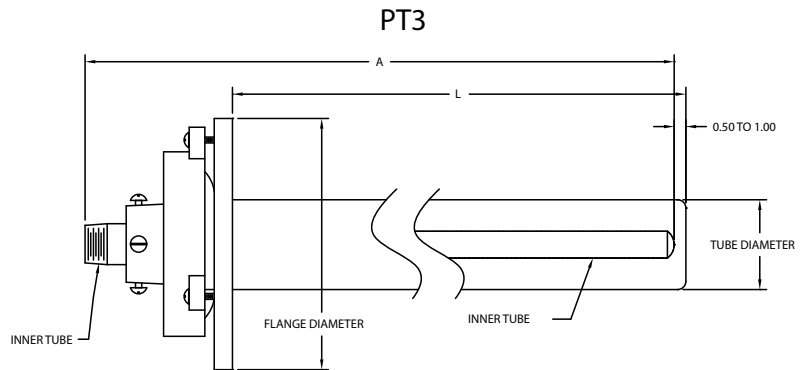 PT3
A
L
0.50 TO 1.00
TUBE DIAMETER
FLANGE DIAMETER
INNER TUBE
INNER TUBE